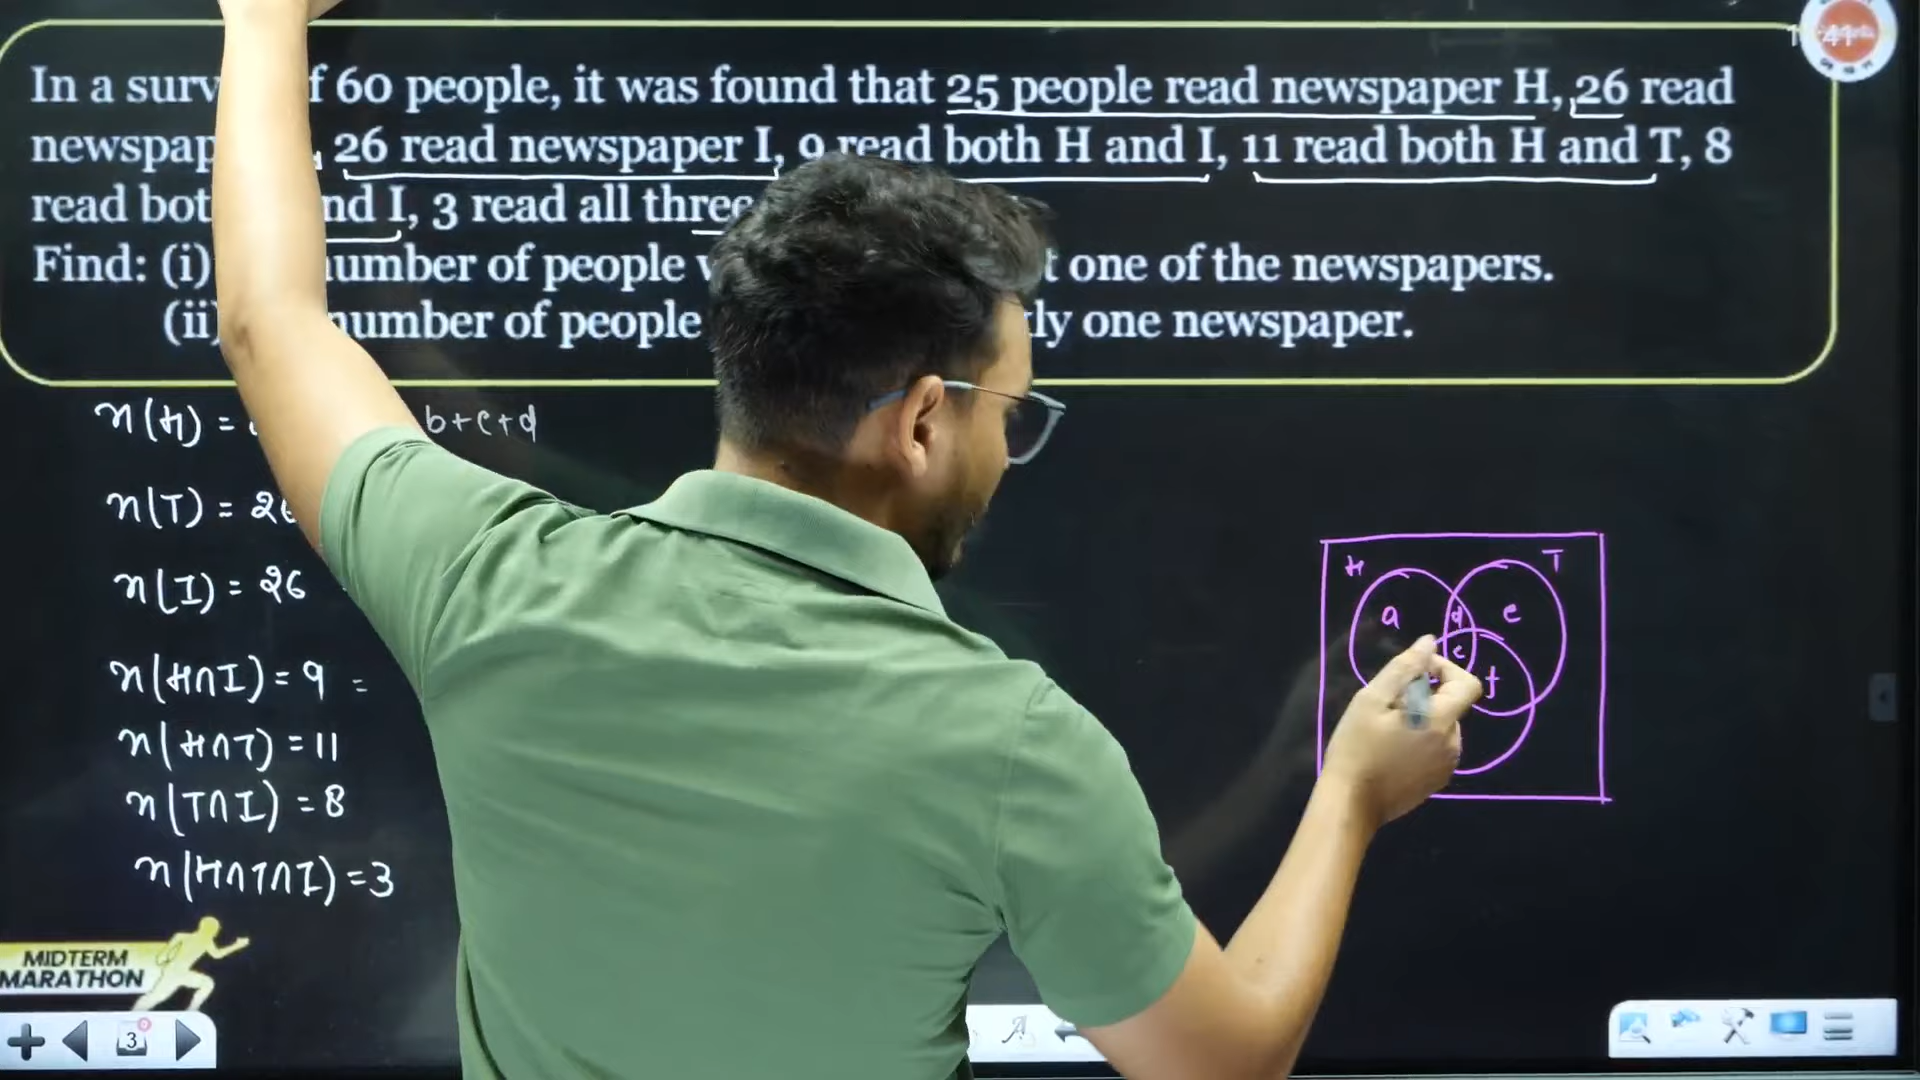 In a surv f 60 people, it was found that 25 people read newspaper H, 26 read
newspap 26 read newspaper I, 9 read both H and I, 11 read both H and T, 8
read bot nd I, 3 read all three
Find: (i) number of people t one of the newspapers.
(ii) number of people ly one newspaper.
n(H) = b+c+d
n(T) = 26
n(I) = 26
n(H∩I) = 9 =
n(H∩T) = 11
n(T∩I) = 8
n(H∩T∩I) = 3
H T
a d e
c
f
MIDTERM
MARATHON
3